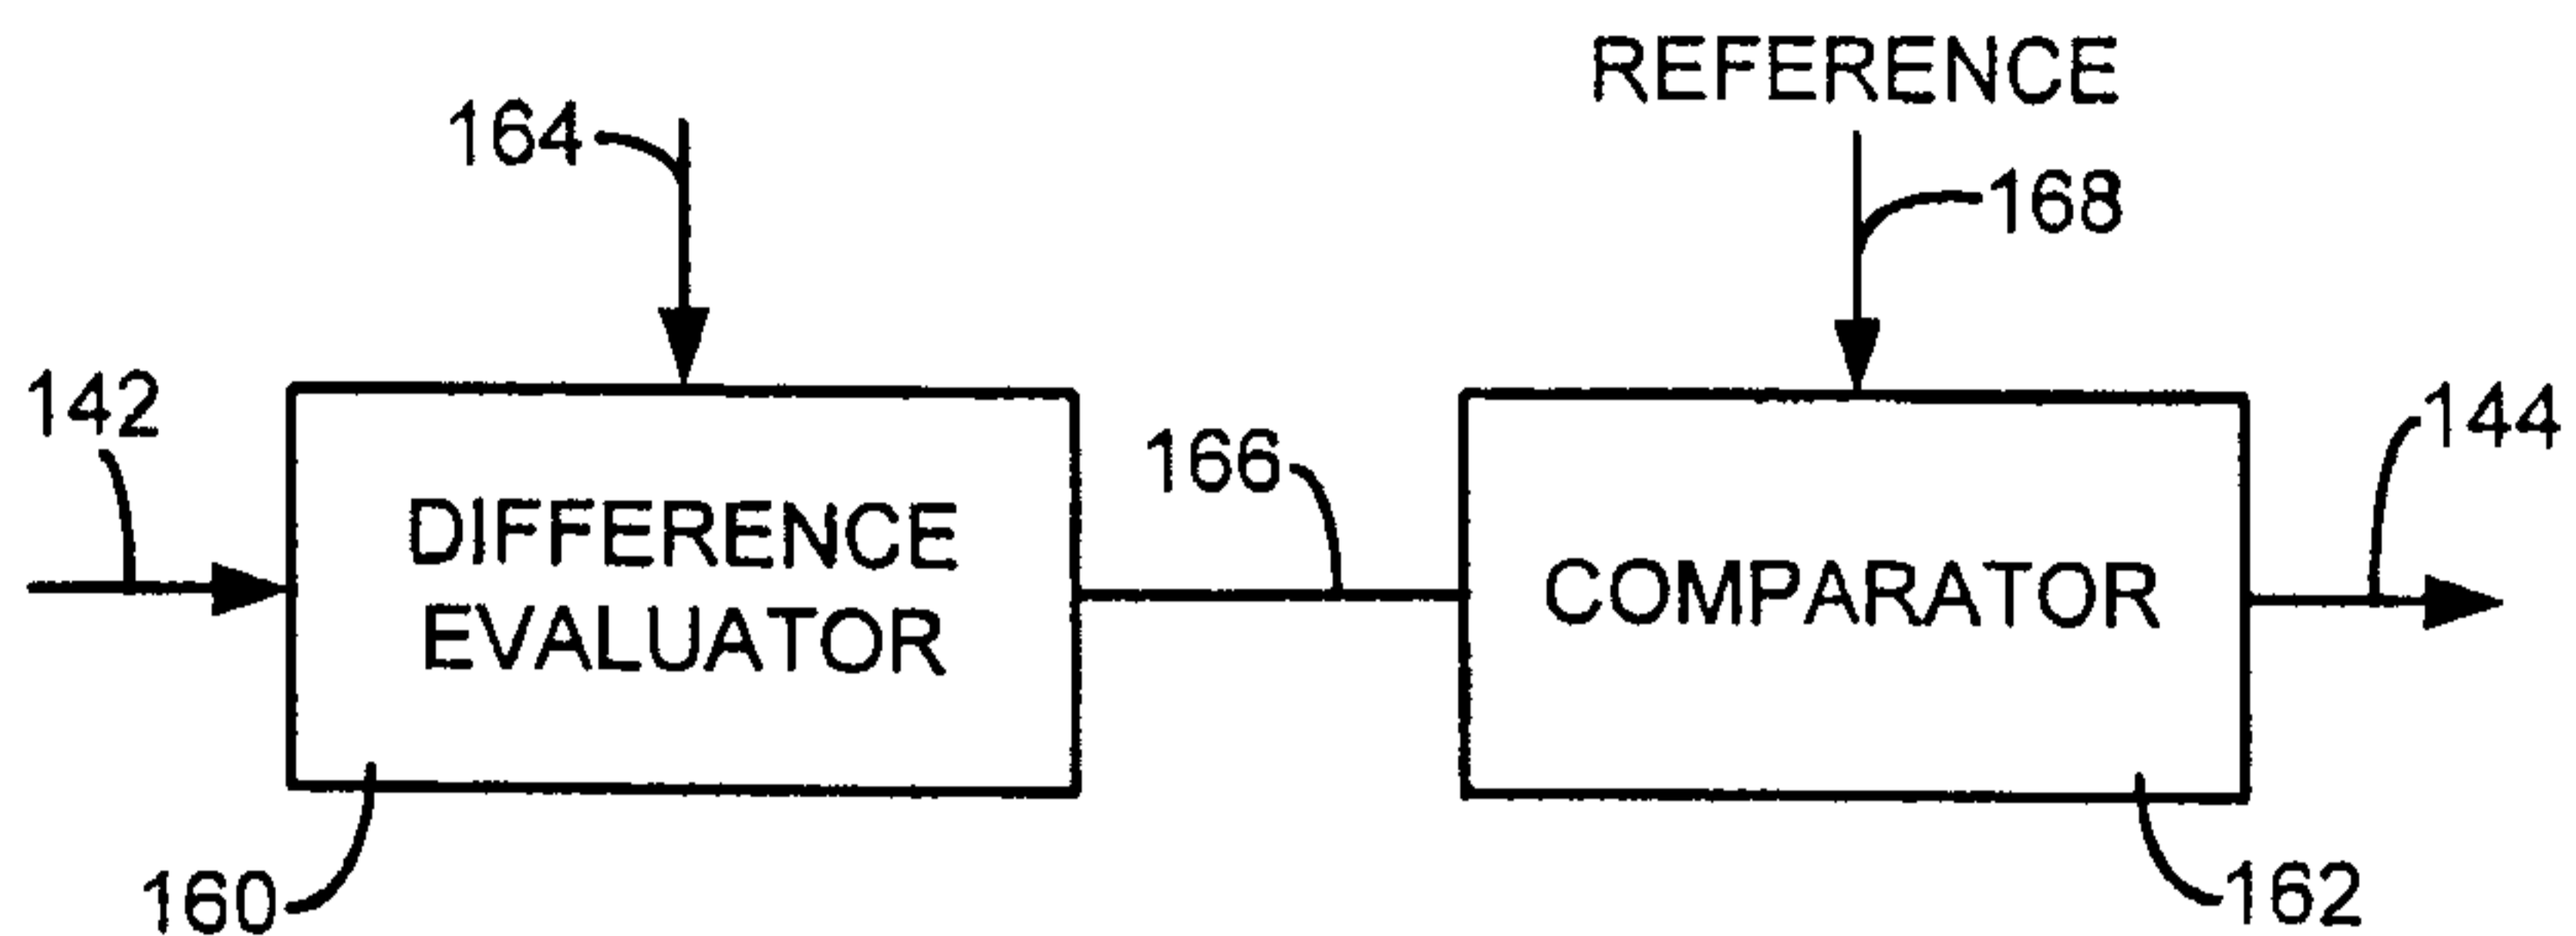 REFERENCE
164
168
142
166
144
DIFFERENCE
EVALUATOR
COMPARATOR
160
162